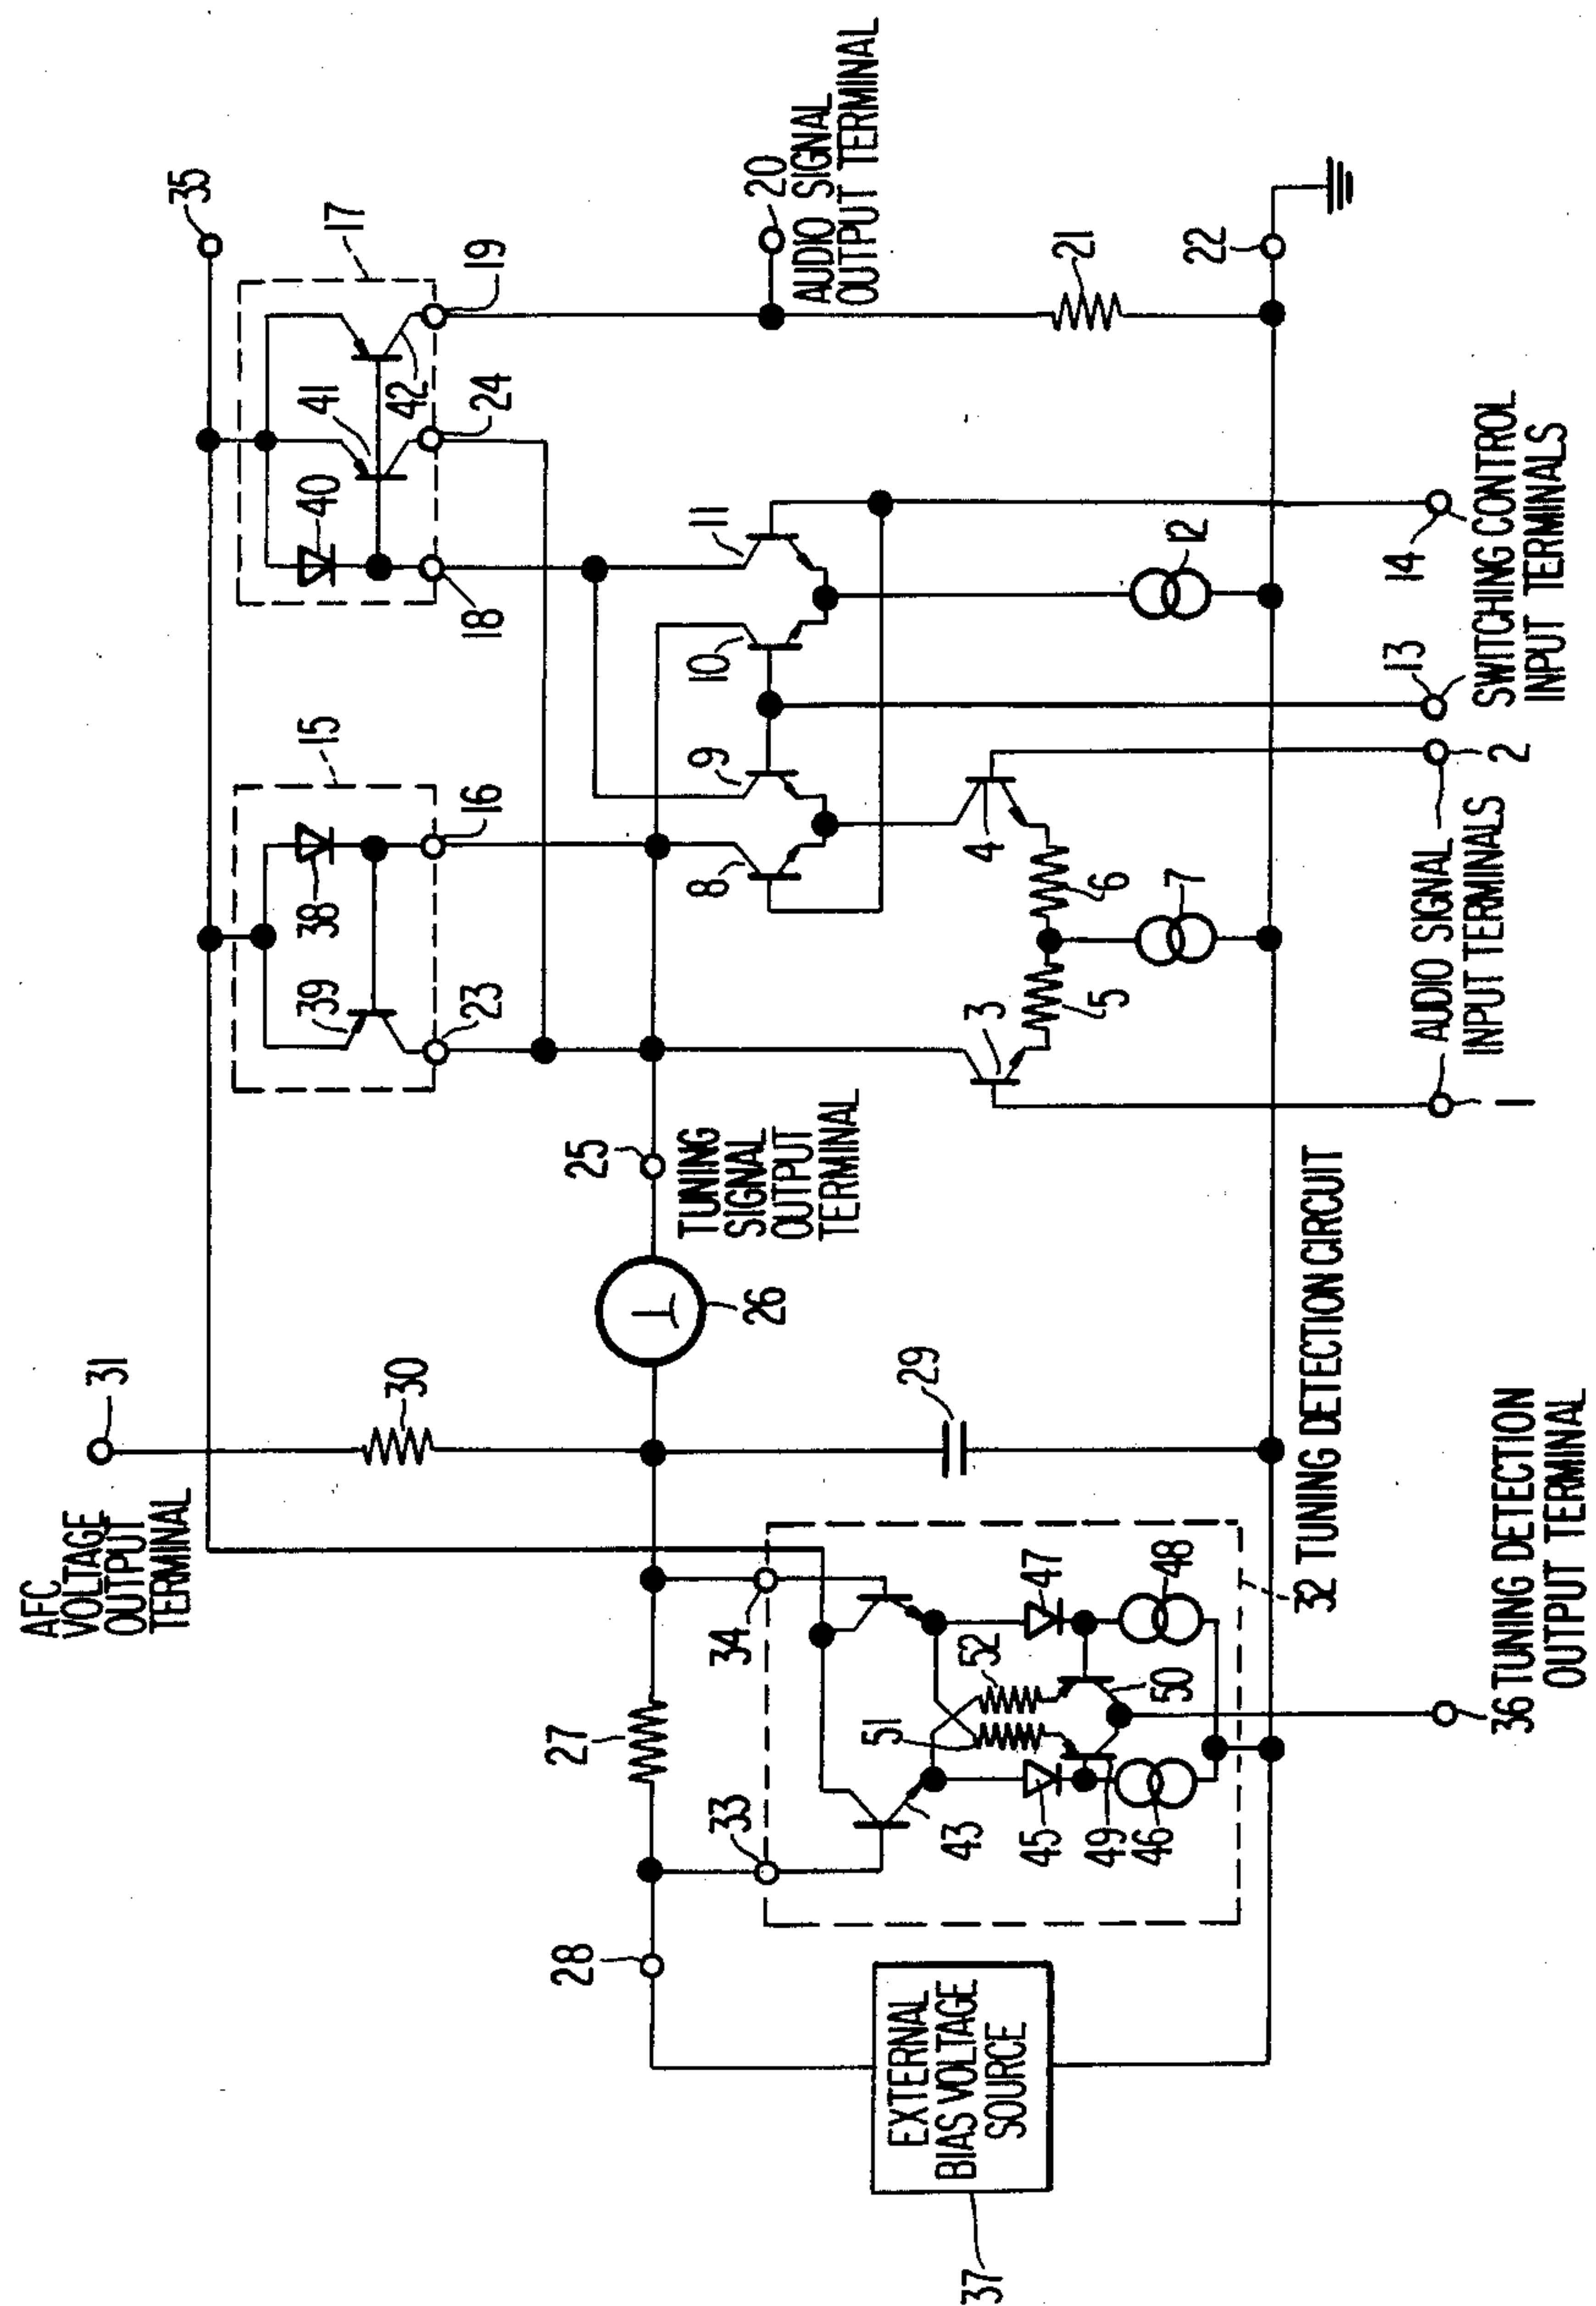 AFC
VOLTAGE
OUTPUT
TERMINAL
31
30
35
15
38
39
16
23
17
40
41
42
18
24
19
20
AUDIO SIGNAL
OUTPUT TERMINAL
21
22
28
27
26
25
TUNING
SIGNAL
OUTPUT
TERMINAL
29
8
9
10
11
12
3
4
5
6
7
33
34
43
45
46
47
48
49
50
51
52
32 TUNING DETECTION CIRCUIT
EXTERNAL
BIAS VOLTAGE
SOURCE
37
36 TUNING DETECTION
OUTPUT TERMINAL
1
AUDIO SIGNAL
INPUT TERMINALS
2
13
14
SWITCHING CONTROL
INPUT TERMINALS